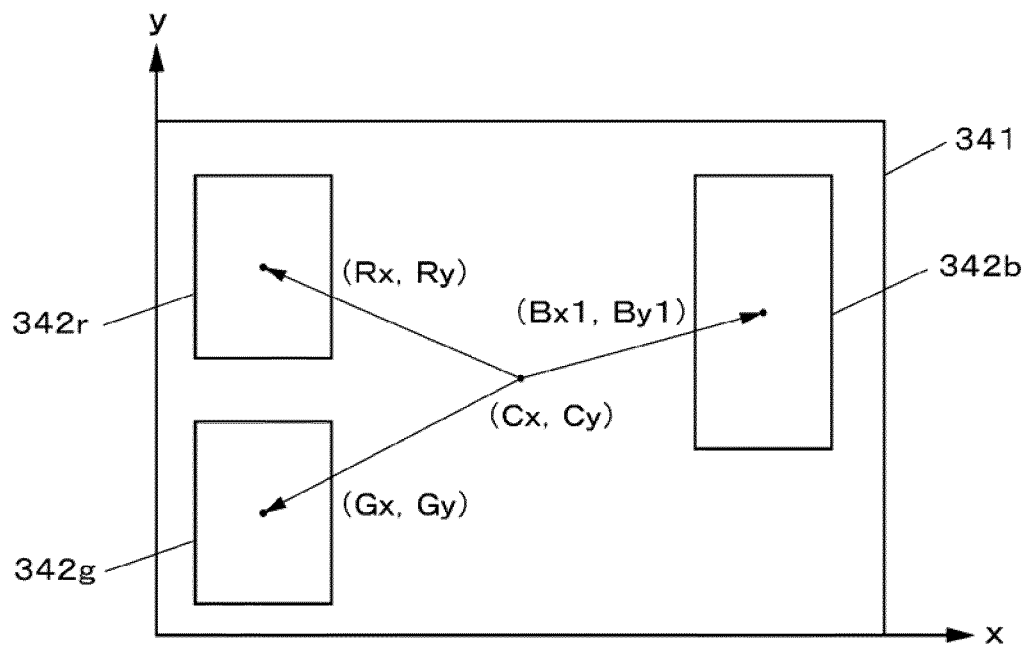 y
341
342b
(Rx, Ry)
(Bx1, By1)
342r
(Cx, Cy)
(Gx, Gy)
342g
x